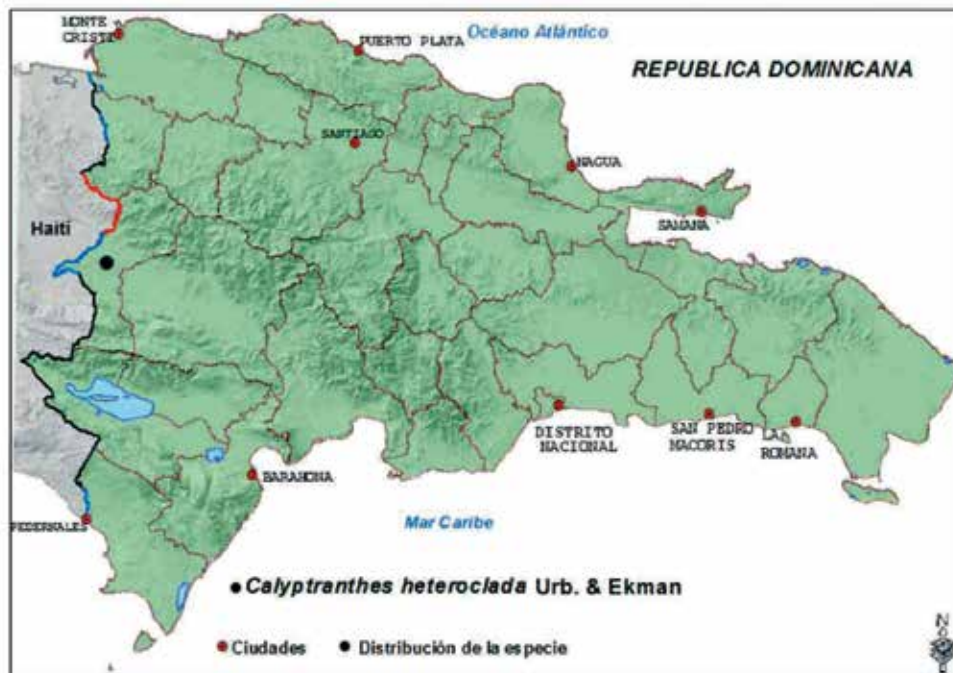 MONTE
CRISTI
PUERTO PLATA
Océano Atlántico
REPUBLICA DOMINICANA
SANTIAGO
NAGUA
SAMANA
Haití
DISTRITO
NACIONAL
SAN PEDRO
MACORIS
LA
ROMANA
BARAHONA
PEDERNALES
Mar Caribe
Calyptranthes heteroclada Urb. & Ekman
Ciudades
Distribución de la especie
N